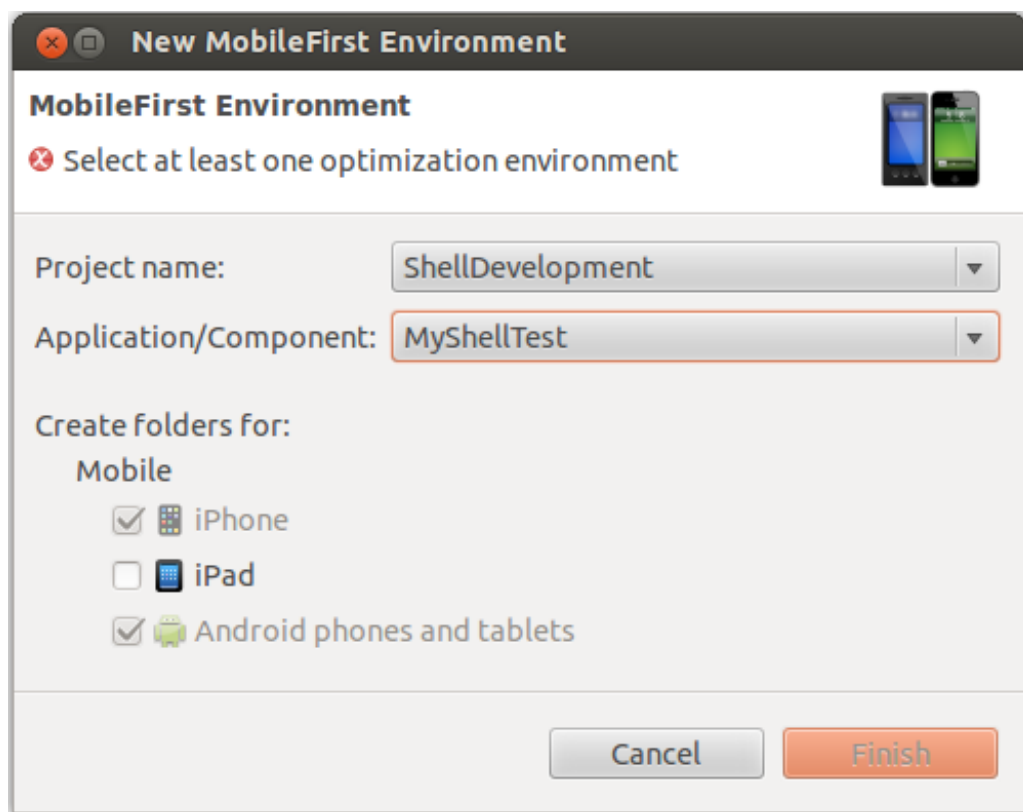 New MobileFirst Environment
MobileFirst Environment
Select at least one optimization environment
Project name: ShellDevelopment
Application/Component: MyShellTest
Create folders for:
Mobile
iPhone
iPad
Android phones and tablets
Cancel Finish